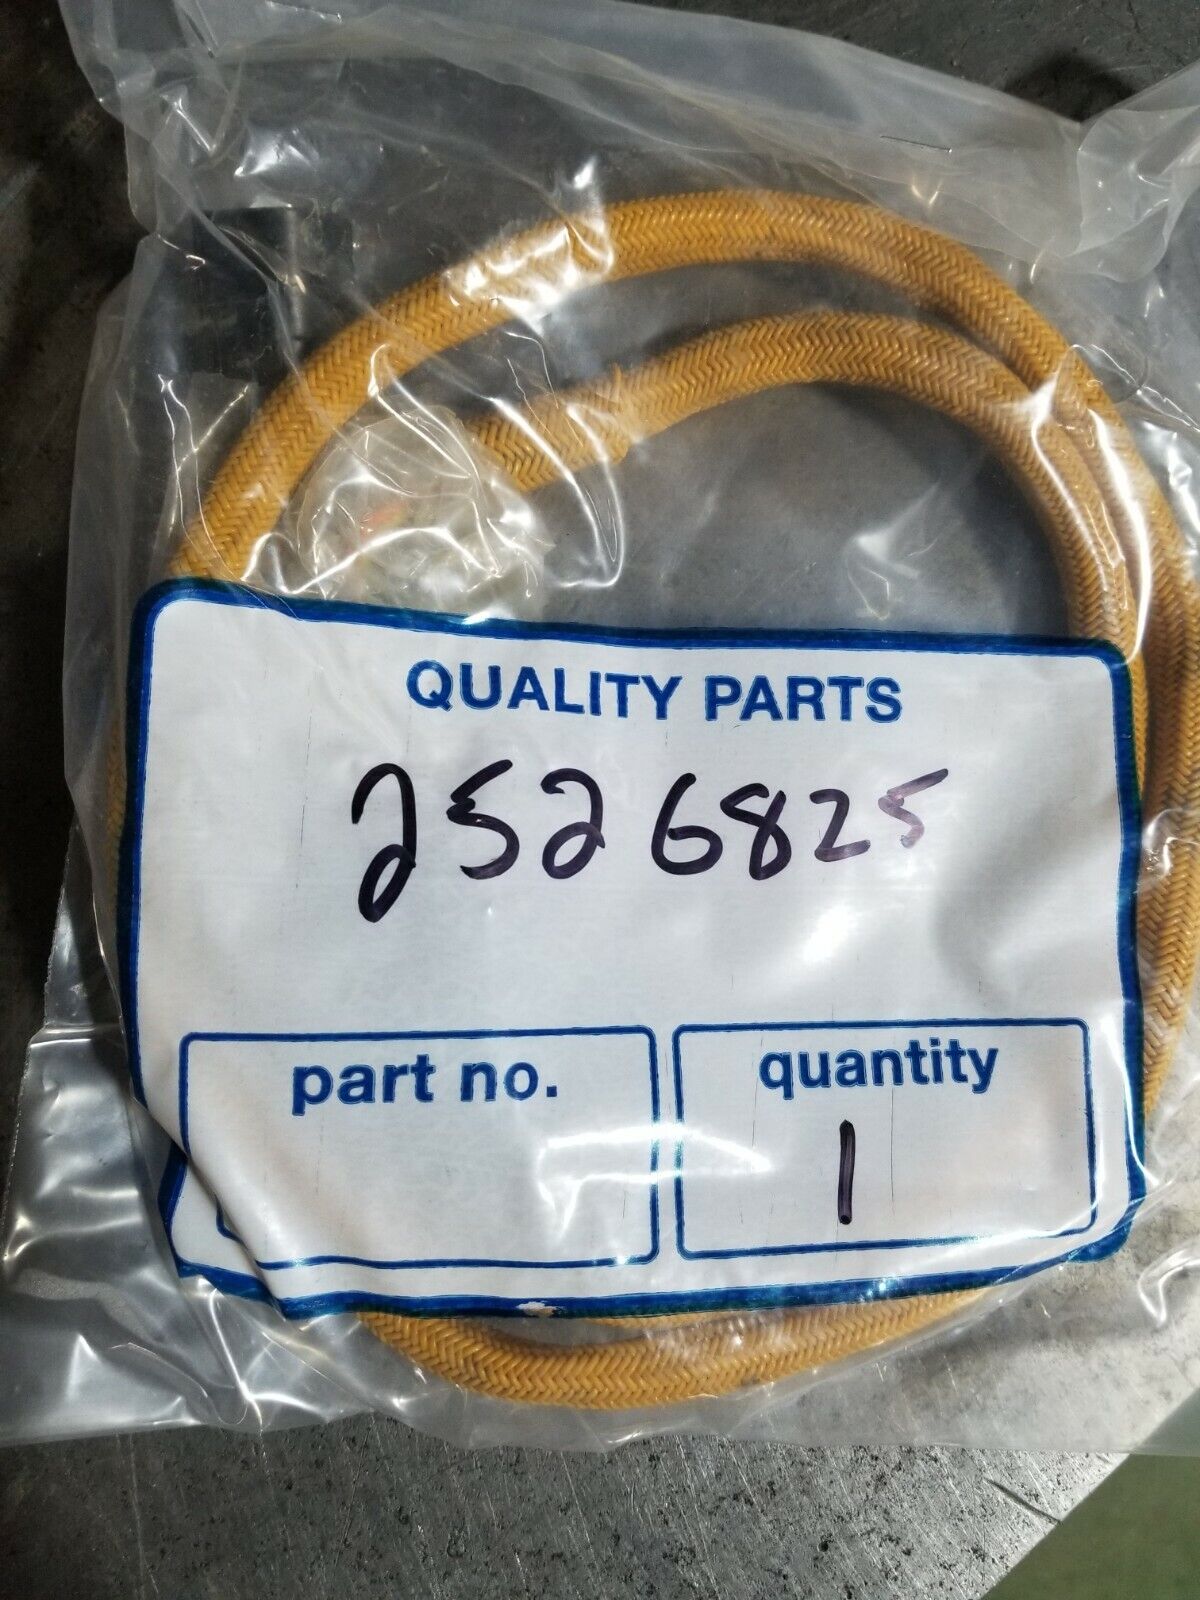 QUALITY PARTS
2526825
part no.
quantity
1